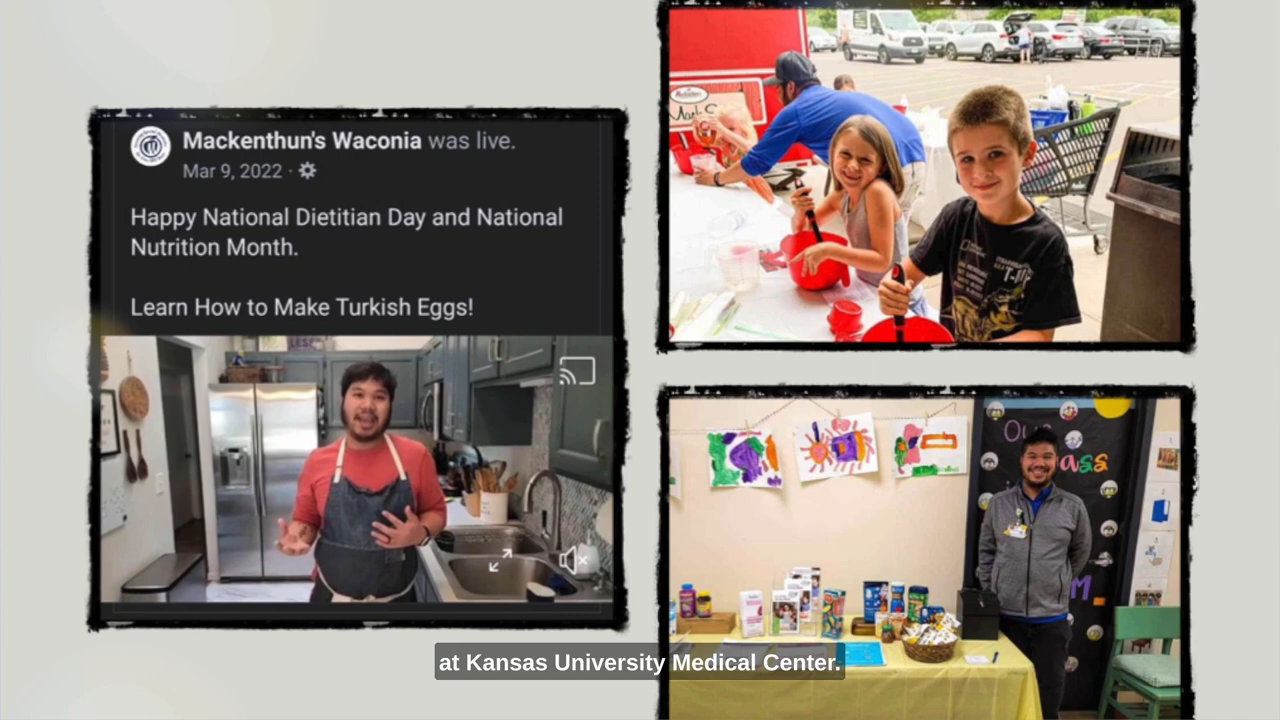 Mackenthun's Waconia was live.
Mar 9, 2022 ·
Happy National Dietitian Day and National
Nutrition Month.
Learn How to Make Turkish Eggs!
at Kansas University Medical Center.